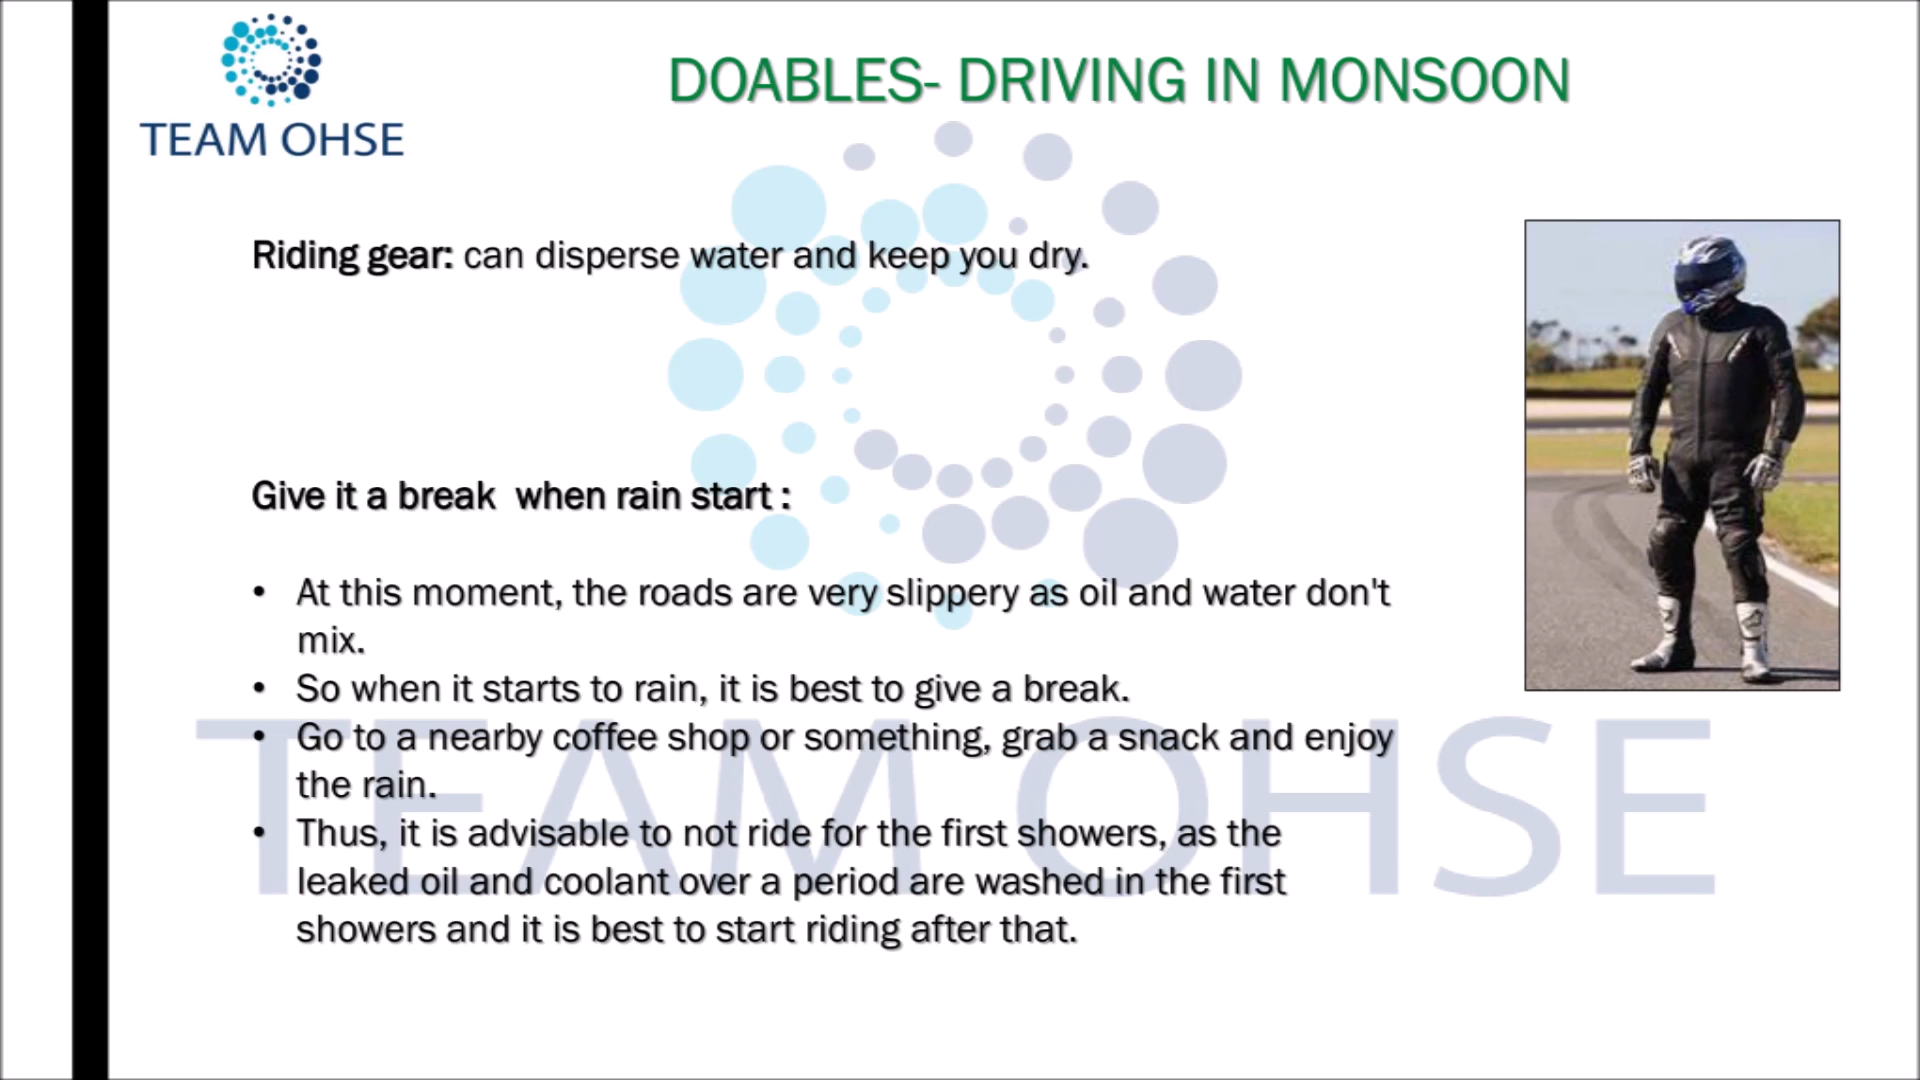 TEAM OHSE
DOABLES- DRIVING IN MONSOON
Riding gear: can disperse water and keep you dry.
Give it a break  when rain start :
• At this moment, the roads are very slippery as oil and water don't
mix.
• So when it starts to rain, it is best to give a break.
• Go to a nearby coffee shop or something, grab a snack and enjoy
the rain.
• Thus, it is advisable to not ride for the first showers, as the
leaked oil and coolant over a period are washed in the first
showers and it is best to start riding after that.
TEAM OHSE